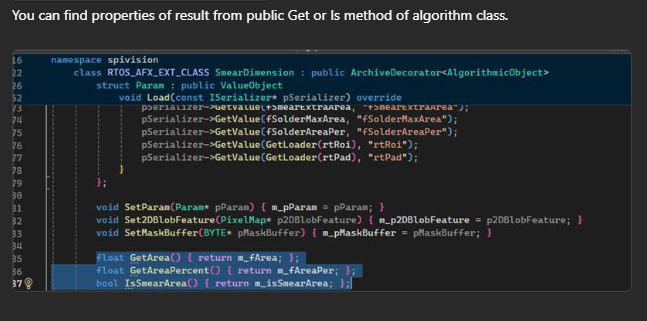 You can find properties of result from public Get or Is method of algorithm class.
16 namespace spivision
22 class RTOS_AFX_EXT_CLASS SmearDimension : public ArchiveDecorator<AlgorithmicObject>
26 struct Param : public ValueObject
52 void Load(const ISerializer* pSerializer) override
73 pSerializer->GetValue(fSmearExtraArea, "fSmearExtraArea");
74 pSerializer->GetValue(fSolderMaxArea, "fSolderMaxArea");
75 pSerializer->GetValue(fSolderAreaPer, "fSolderAreaPer");
76 pSerializer->GetValue(GetLoader(rtRoi), "rtRoi");
77 pSerializer->GetValue(GetLoader(rtPad), "rtPad");
78 }
79 };
80
81 void SetParam(Param* pParam) { m_pParam = pParam; }
82 void Set2DBlobFeature(PixelMap* p2DBlobFeature) { m_p2DBlobFeature = p2DBlobFeature; }
83 void SetMaskBuffer(BYTE* pMaskBuffer) { m_pMaskBuffer = pMaskBuffer; }
84
85 float GetArea() { return m_fArea; };
86 float GetAreaPercent() { return m_fAreaPer; };
87 bool IsSmearArea() { return m_isSmearArea; };